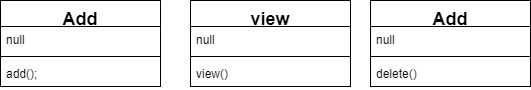 Add
null
add();
view
null
view()
Add
null
delete()